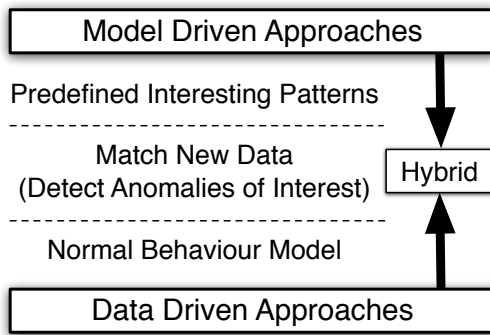 Model Driven Approaches
Predefined Interesting Patterns
Match New Data
(Detect Anomalies of Interest)
Hybrid
Normal Behaviour Model
Data Driven Approaches